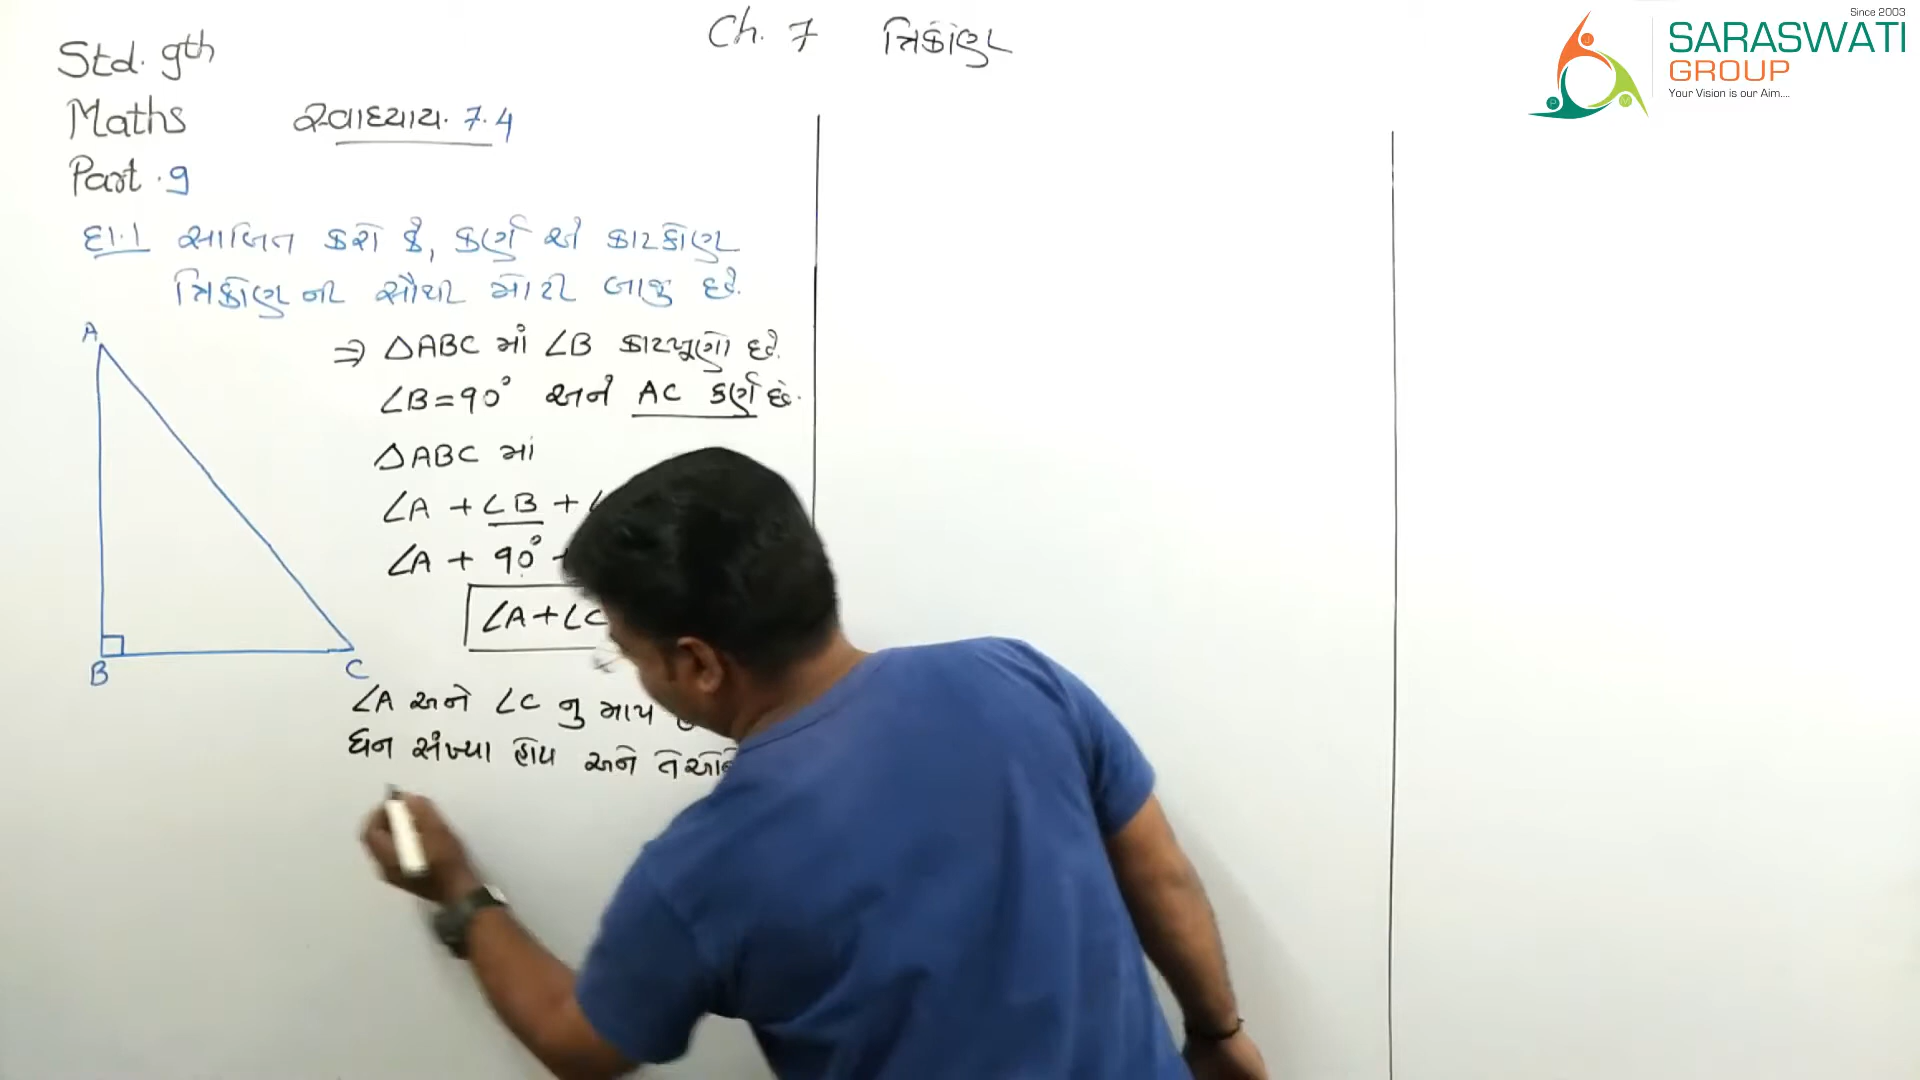 Std. 9th
Ch. 7 ત્રિકોણ
Since 2003
SARASWATI
GROUP
Your Vision is our Aim....
Maths
સ્વાધ્યાય. 7.4
Part. 9
દા.1 સાબિત કરો કે, કર્ણ એ કાટકોણ
ત્રિકોણ ની સૌથી મોટી બાજુ છે.
A
B
C
⇒ △ABC માં ∠B કાટખૂણો છે.
∠B = 90° અને AC કર્ણ છે.
△ABC માં
∠A + ∠B +
∠A + 90° +
∠A + ∠C
∠A અને ∠C નુ માપ
ધન સંખ્યા હોય અને